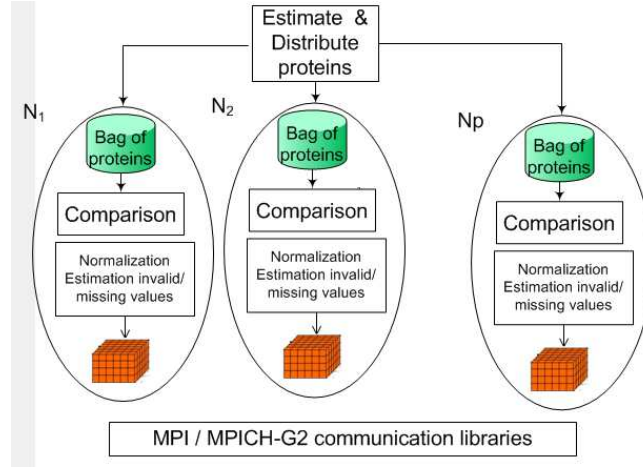 Estimate & 
Distribute
proteins
N1
Bag of
proteins
Comparison
Normalization
Estimation invalid/
missing values
N2
Bag of
proteins
Comparison
Normalization
Estimation invalid/
missing values
Np
Bag of
proteins
Comparison
Normalization
Estimation invalid/
missing values
MPI / MPICH-G2 communication libraries